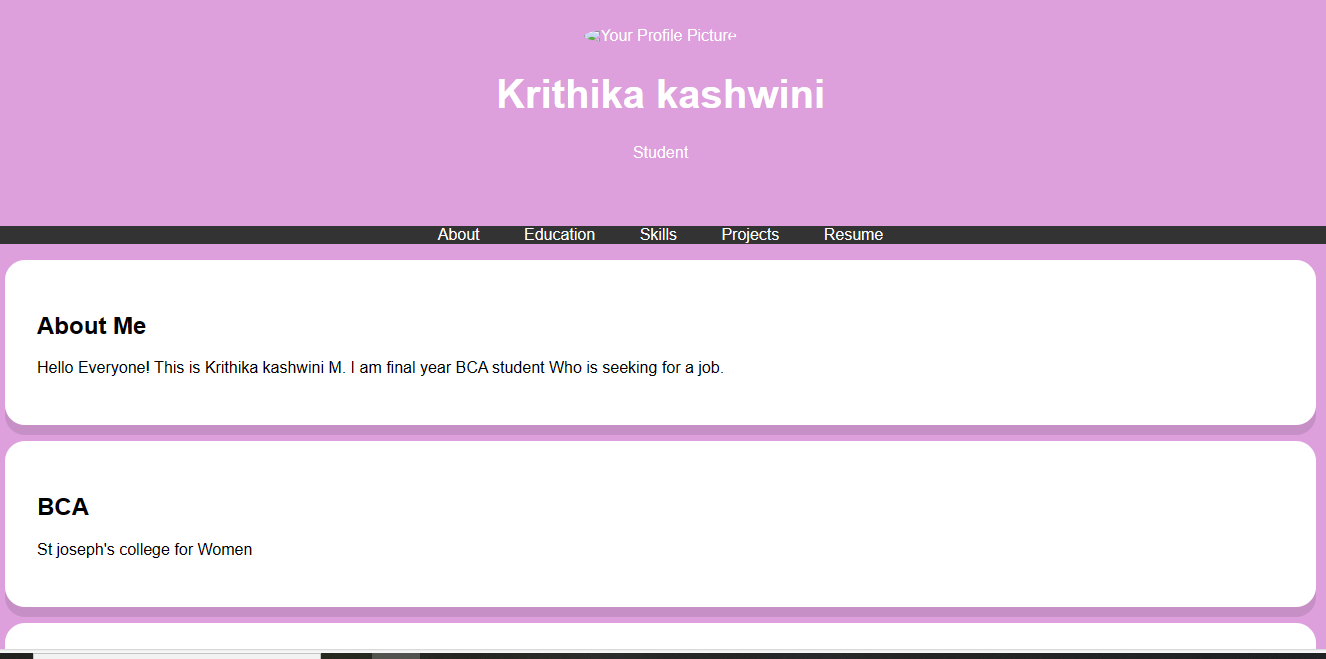 Your Profile Picture
Krithika kashwini
Student
About Education Skills Projects Resume
About Me
Hello Everyone! This is Krithika kashwini M. I am final year BCA student Who is seeking for a job.
BCA
St joseph's college for Women